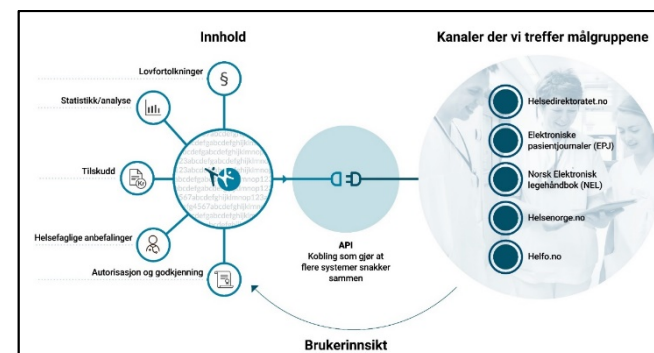 Innhold
Kanaler der vi treffer målgruppene
Lovfortolkninger
§
Statistikk/analyse
Tilskudd
Kr
Helsefaglige anbefalinger
Autorisasjon og godkjenning
API
Kobling som gjør at
flere systemer snakker
sammen
Helsedirektoratet.no
Elektroniske
pasientjournaler (EPJ)
Norsk Elektronisk
legehåndbok (NEL)
Helsenorge.no
Helfo.no
Brukerinnsikt